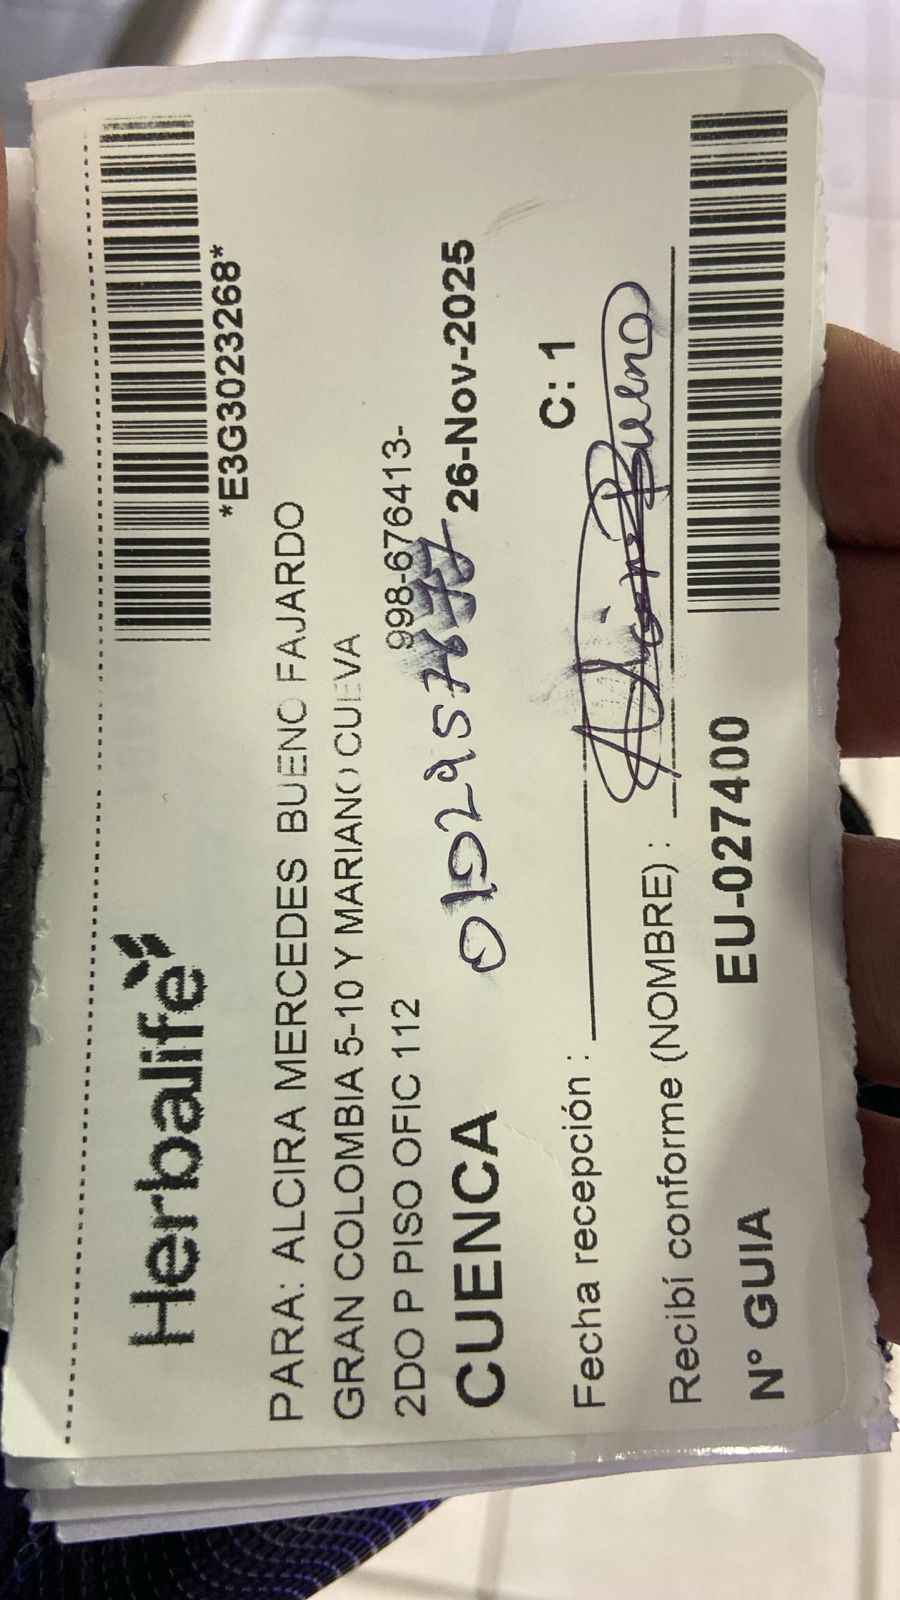 Herbalife
*E3G3023268*
PARA: ALCIRA MERCEDES BUENO FAJARDO
GRAN COLOMBIA 5-10 Y MARIANO CUEVA
2DO P PISO OFIC 112 998-676413-
CUENCA 26-Nov-2025
C: 1
Fecha recepción :
Recibí conforme (NOMBRE) : Bueno
N° GUIA EU-027400